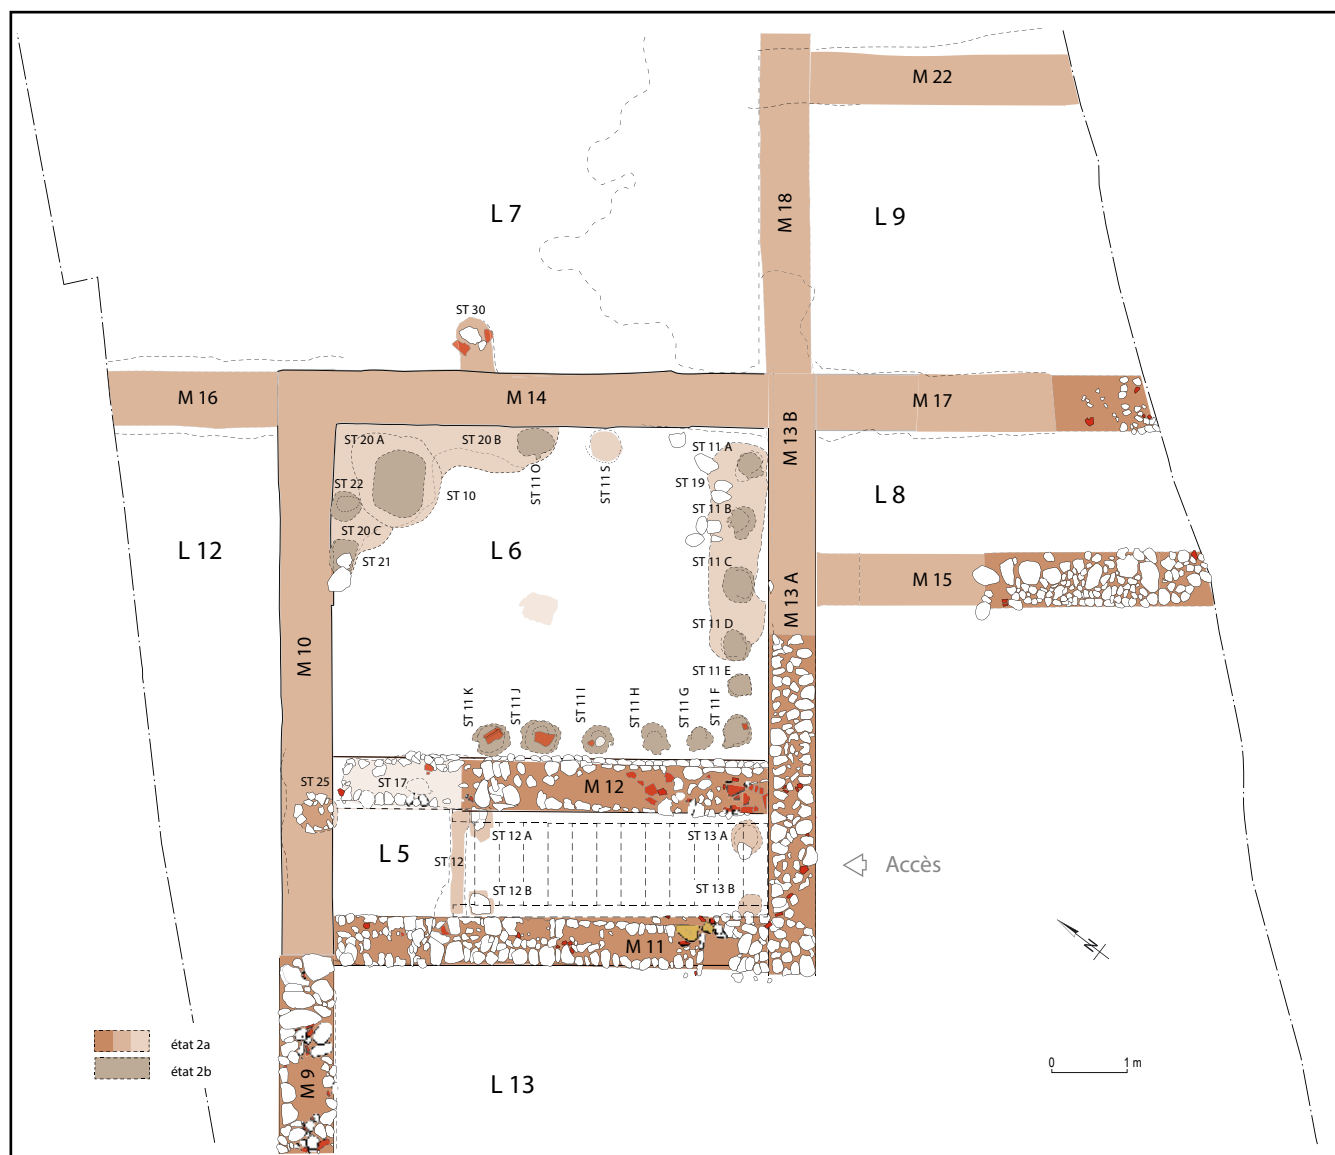 M 22
M 18
L 7
L 9
ST 30
M 16
M 14
M 17
M 13 B
ST 20 A
ST 20 B
ST 11 O
ST 11 S
ST 11 A
ST 22
ST 10
ST 19
ST 11 B
L 8
ST 20 C
L 12
L 6
ST 21
ST 11 C
M 15
M 13 A
ST 11 D
M 10
ST 11 E
ST 11 K
ST 11 J
ST 11 I
ST 11 H
ST 11 G
ST 11 F
ST 25
ST 17
M 12
ST 12 A
ST 13 A
L 5
ST 12
Accès
ST 12 B
ST 13 B
M 11
N
état 2a
état 2b
0 1 m
M 9
L 13